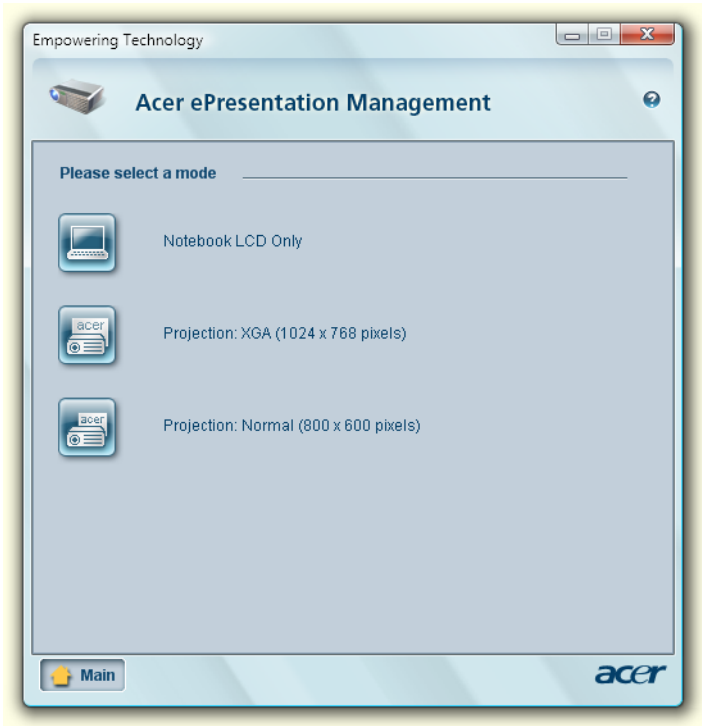 Empowering Technology
Acer ePresentation Management
Please select a mode
Notebook LCD Only
acer
Projection: XGA (1024 x 768 pixels)
acer
Projection: Normal (800 x 600 pixels)
Main
acer